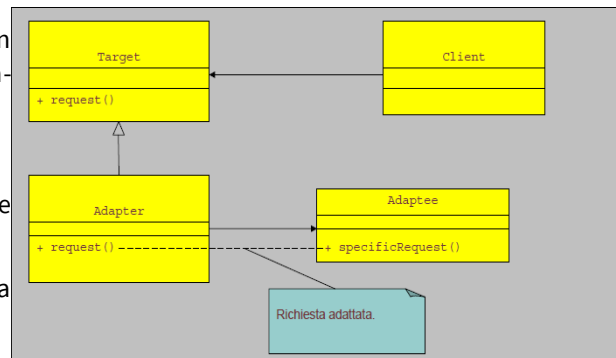 Target
Client
+ request()
Adapter
Adaptee
+ request()
+ specificRequest()
Richiesta adattata.